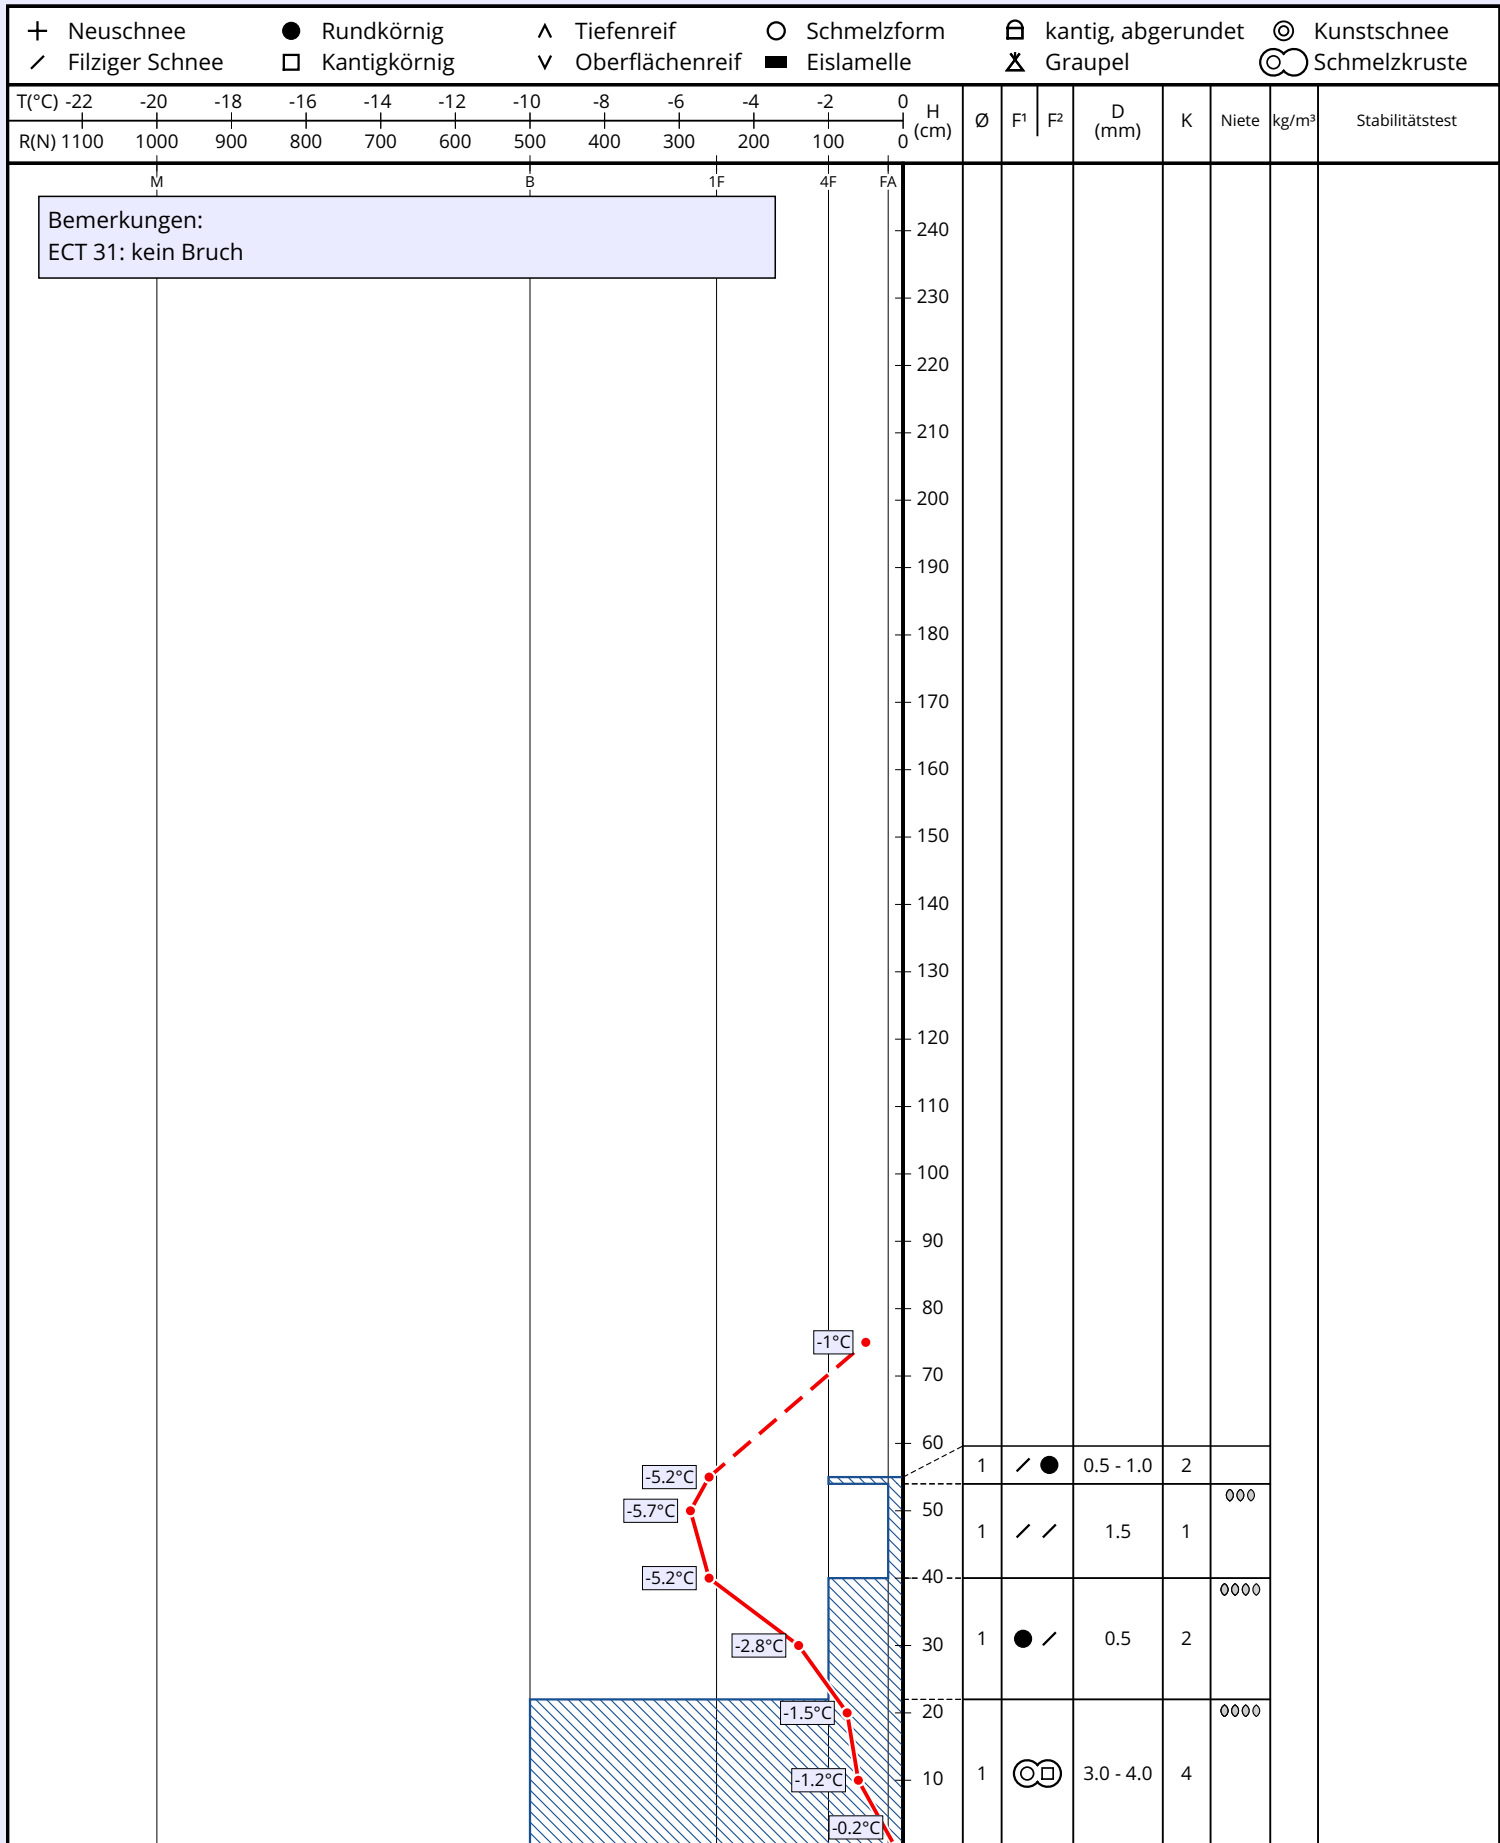 Neuschnee Rundkörnig Tiefenreif Schmelzform kantig, abgerundet Kunstschnee
Filziger Schnee Kantigkörnig Oberflächenreif Eislamelle Graupel Schmelzkruste
T(°C) -22 -20 -18 -16 -14 -12 -10 -8 -6 -4 -2 0
R(N) 1100 1000 900 800 700 600 500 400 300 200 100 0
H (cm) Ø F¹ F² D (mm) K Niete kg/m³ Stabilitätstest
M B 1F 4F FA
Bemerkungen:
ECT 31: kein Bruch
240
230
220
210
200
190
180
170
160
150
140
130
120
110
100
90
80
-1°C
70
60
1 0.5 - 1.0 2
-5.2°C
-5.7°C 50
1 1.5 1
-5.2°C 40
1 0.5 2
-2.8°C 30
-1.5°C 20
1 3.0 - 4.0 4
-1.2°C 10
-0.2°C